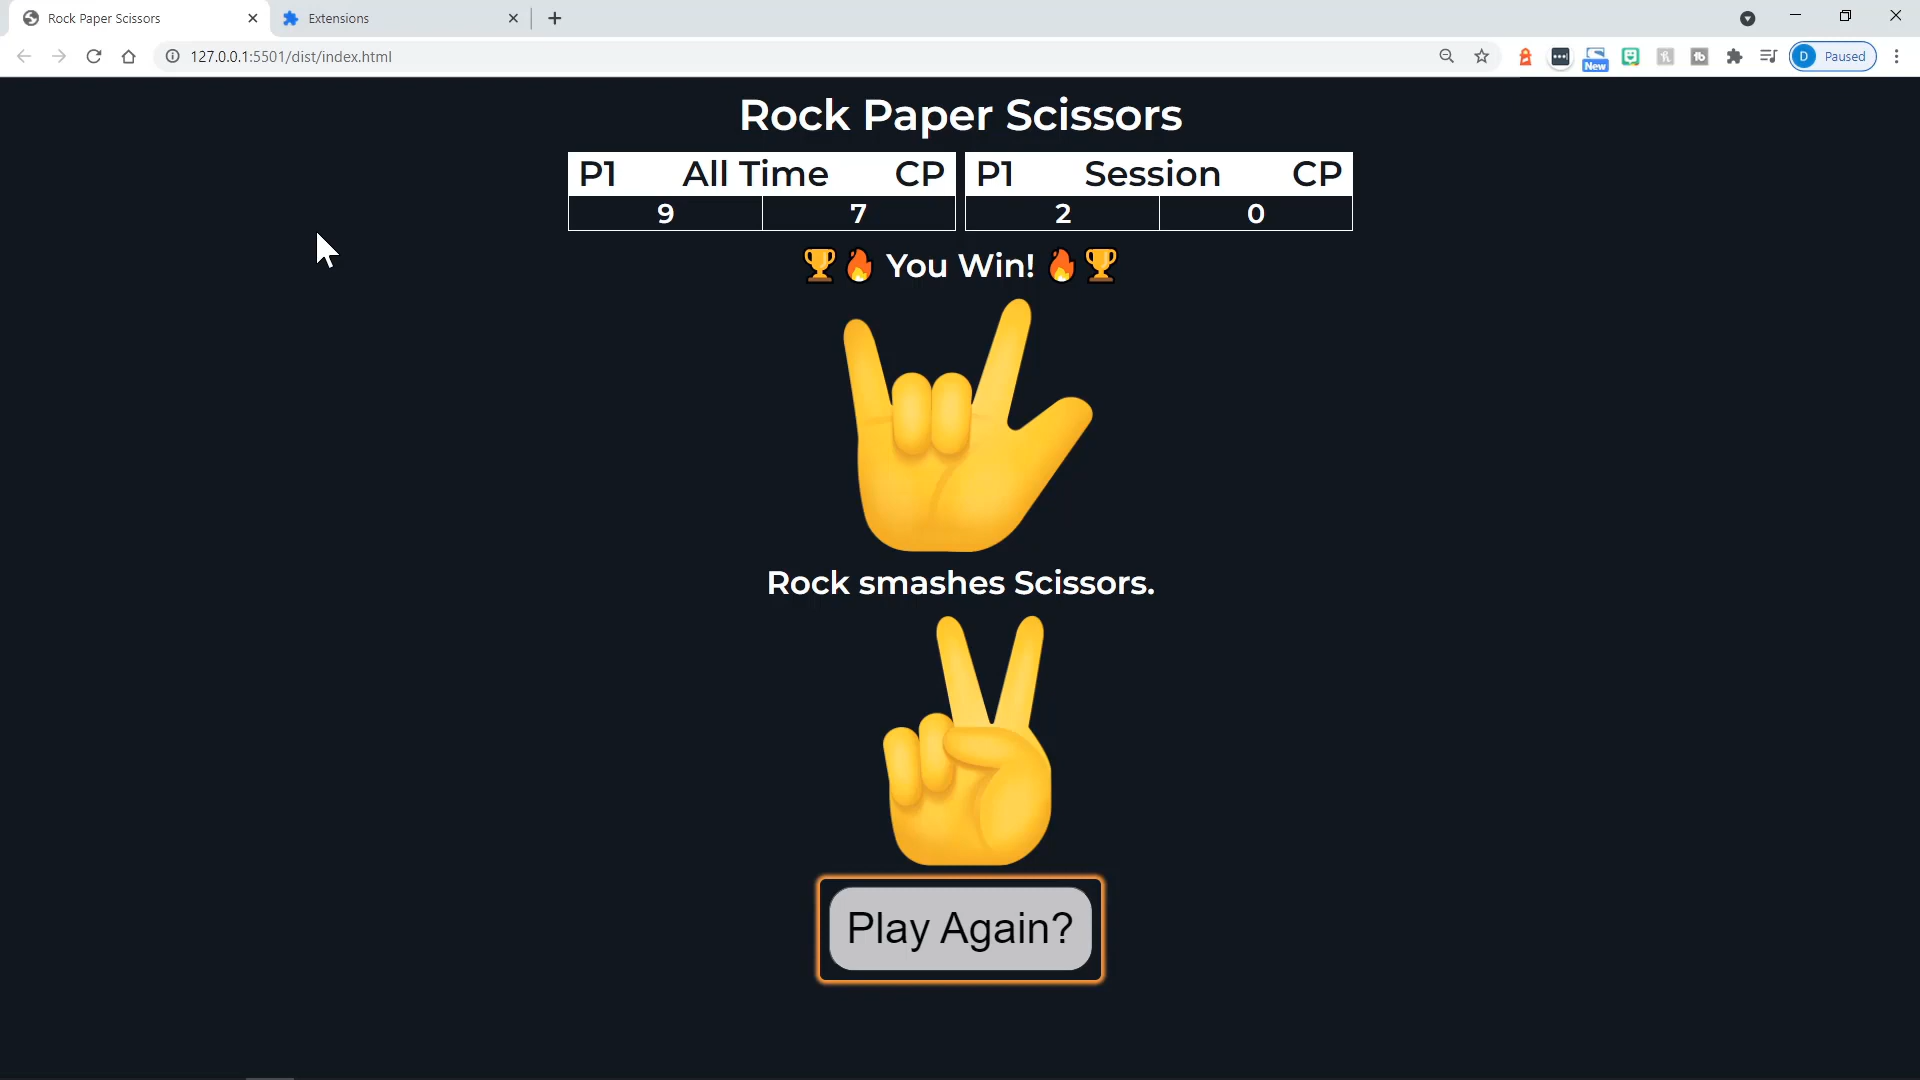 Rock Paper Scissors
Extensions
127.0.0.1:5501/dist/index.html
New
D Paused
Rock Paper Scissors
P1 All Time CP
9 7
P1 Session CP
2 0
You Win!
Rock smashes Scissors.
Play Again?